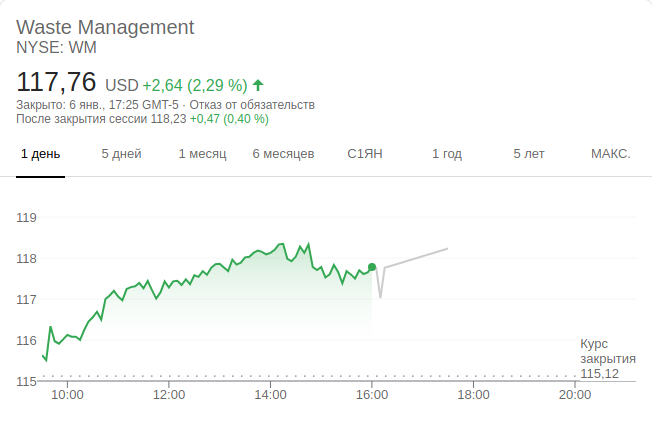 Waste Management
NYSE: WM
117,76 USD +2,64 (2,29 %)
Закрыто: 6 янв., 17:25 GMT-5 · Отказ от обязательств
После закрытия сессии 118,23 +0,47 (0,40 %)
1 день 5 дней 1 месяц 6 месяцев С1ЯН 1 год 5 лет МАКС.
119
118
117
116
Курс
закрытия
115,12
115
10:00 12:00 14:00 16:00 18:00 20:00